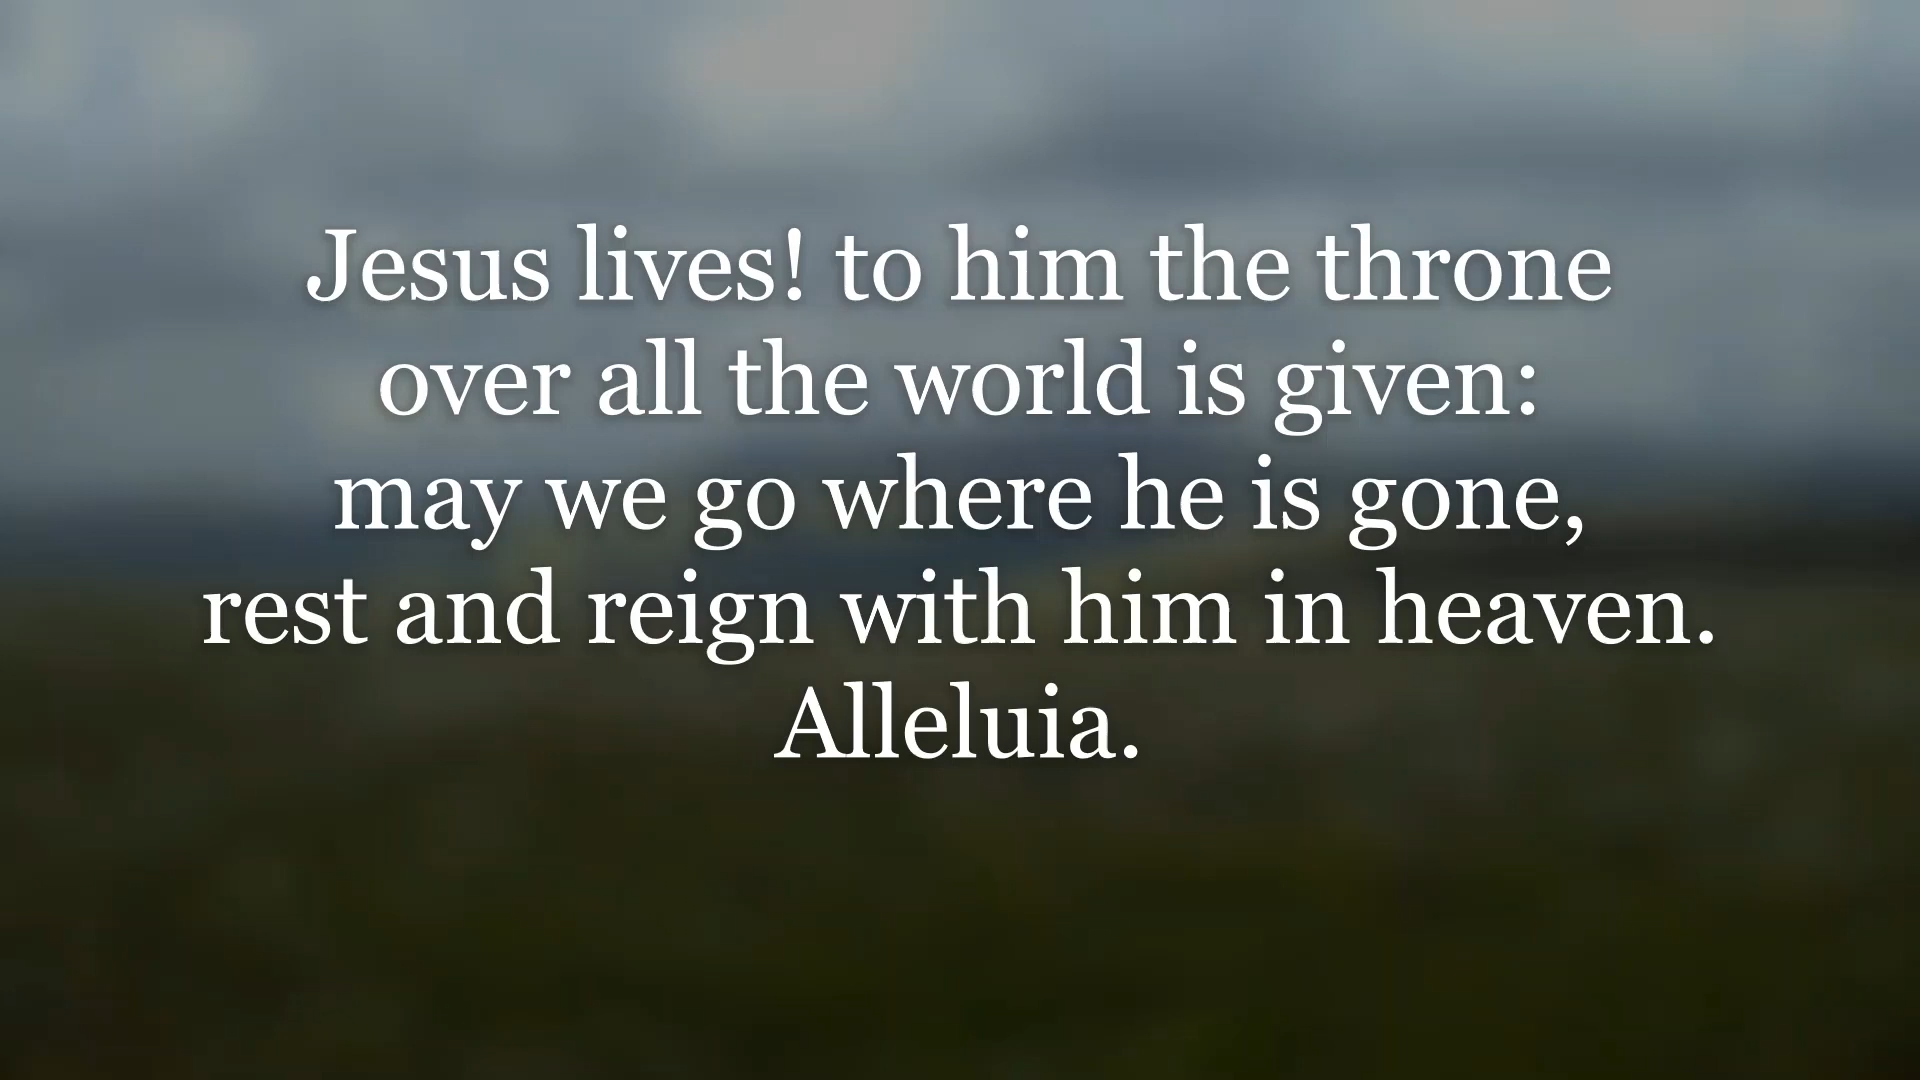 Jesus lives! to him the throne
over all the world is given:
may we go where he is gone,
rest and reign with him in heaven.
Alleluia.